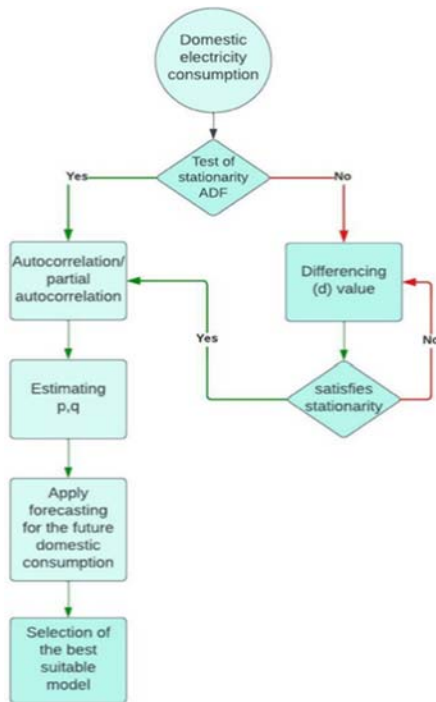 Domestic
electricity
consumption
Test of
stationarity
ADF
Yes
No
Autocorrelation/
partial
autocorrelation
Differencing
(d) value
Yes
No
Estimating
p,q
satisfies
stationarity
Apply
forecasting
for the future
domestic
consumption
Selection of
the best
suitable
model